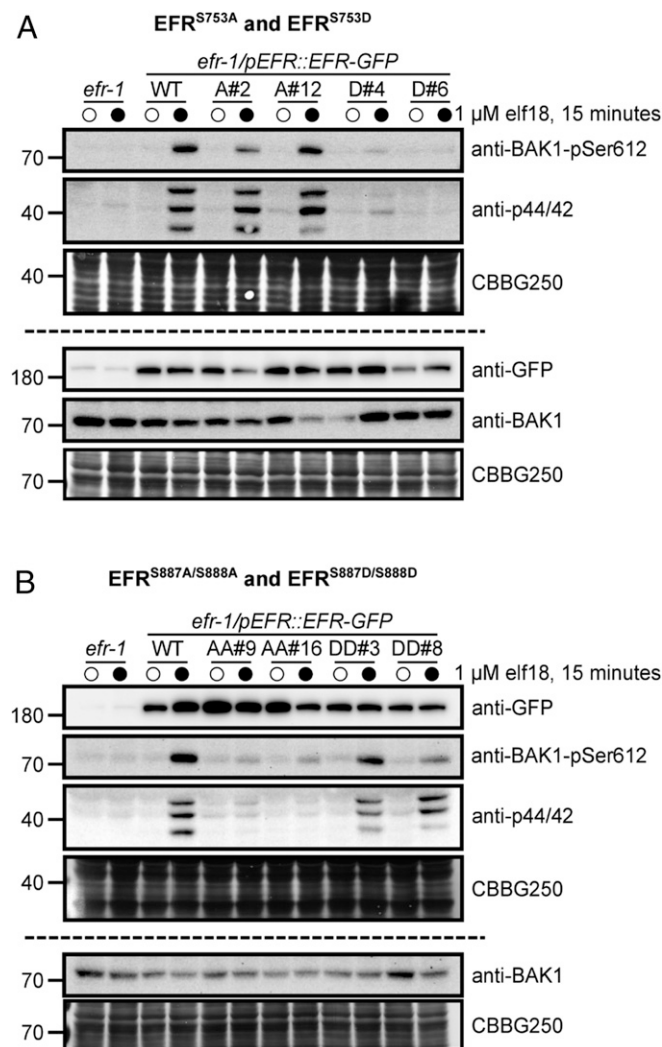 A
EFR^S753A and EFR^S753D
efr-1/pEFR::EFR-GFP
efr-1 WT A#2 A#12 D#4 D#6
1 µM elf18, 15 minutes
70 anti-BAK1-pSer612
40 anti-p44/42
40 CBBG250
180 anti-GFP
70 anti-BAK1
70 CBBG250
B
EFR^S887A/S888A and EFR^S887D/S888D
efr-1/pEFR::EFR-GFP
efr-1 WT AA#9 AA#16 DD#3 DD#8
1 µM elf18, 15 minutes
180 anti-GFP
70 anti-BAK1-pSer612
40 anti-p44/42
40 CBBG250
70 anti-BAK1
70 CBBG250